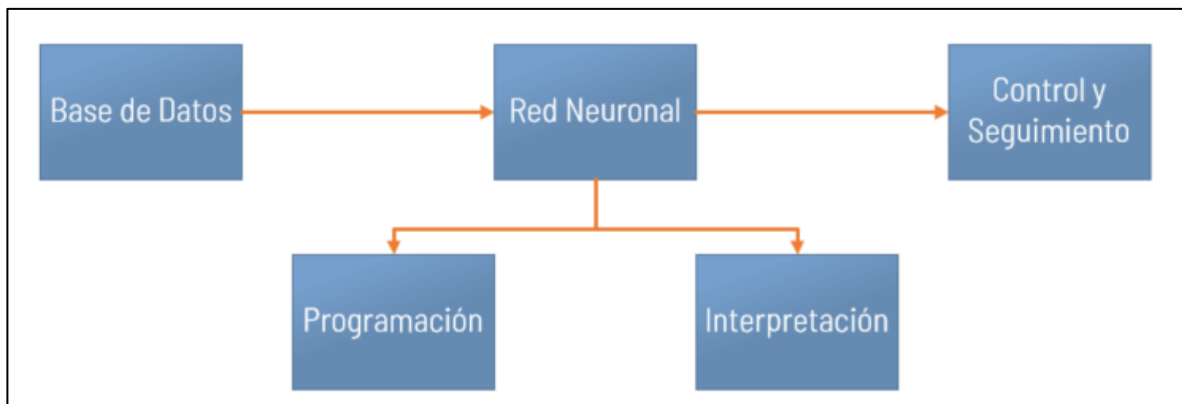 Base de Datos
Red Neuronal
Control y
Seguimiento
Programación
Interpretación